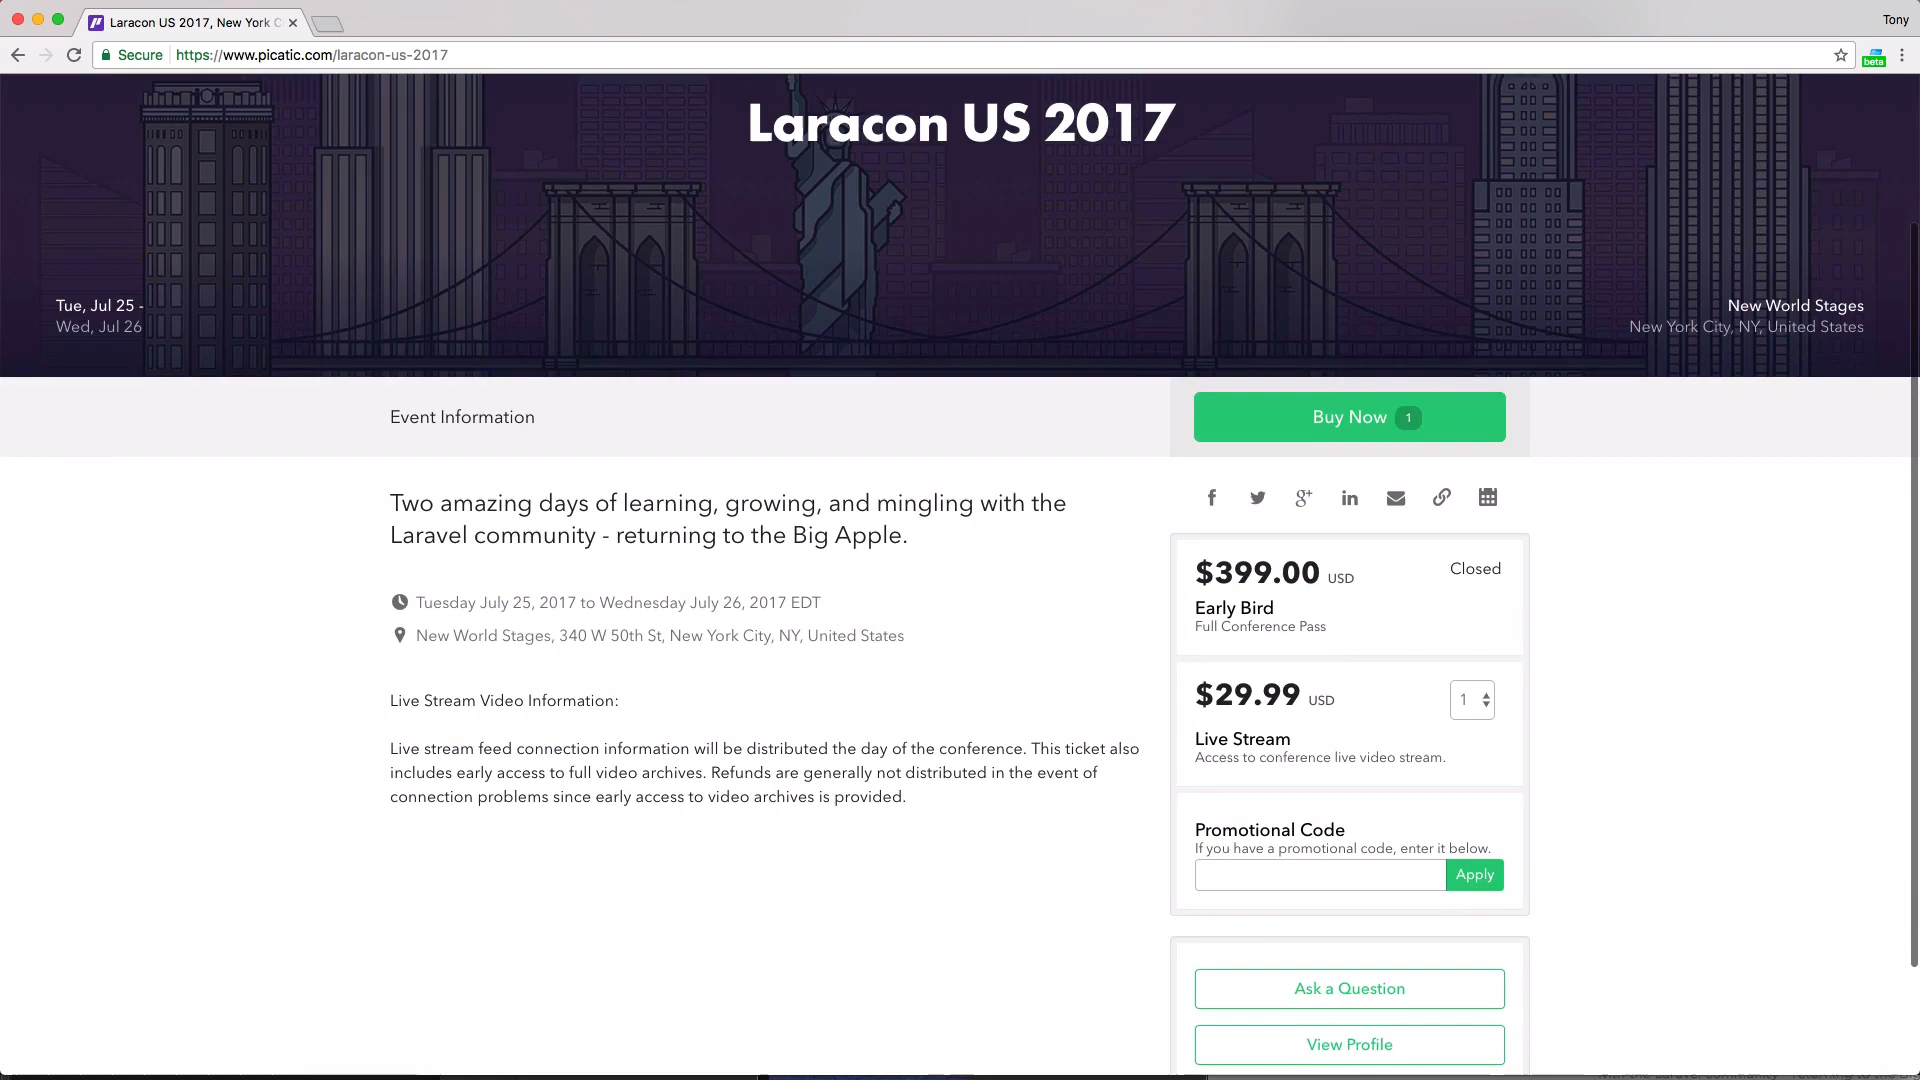 Laracon US 2017, New York C
Tony
Secure
https://www.picatic.com/laracon-us-2017
beta
Laracon US 2017
Tue, Jul 25 -
Wed, Jul 26
New World Stages
New York City, NY, United States
Event Information
Buy Now 1
Two amazing days of learning, growing, and mingling with the
Laravel community - returning to the Big Apple.
Tuesday July 25, 2017 to Wednesday July 26, 2017 EDT
New World Stages, 340 W 50th St, New York City, NY, United States
Live Stream Video Information:
Live stream feed connection information will be distributed the day of the conference. This ticket also
includes early access to full video archives. Refunds are generally not distributed in the event of
connection problems since early access to video archives is provided.
$399.00 USD
Closed
Early Bird
Full Conference Pass
$29.99 USD
1
Live Stream
Access to conference live video stream.
Promotional Code
If you have a promotional code, enter it below.
Apply
Ask a Question
View Profile